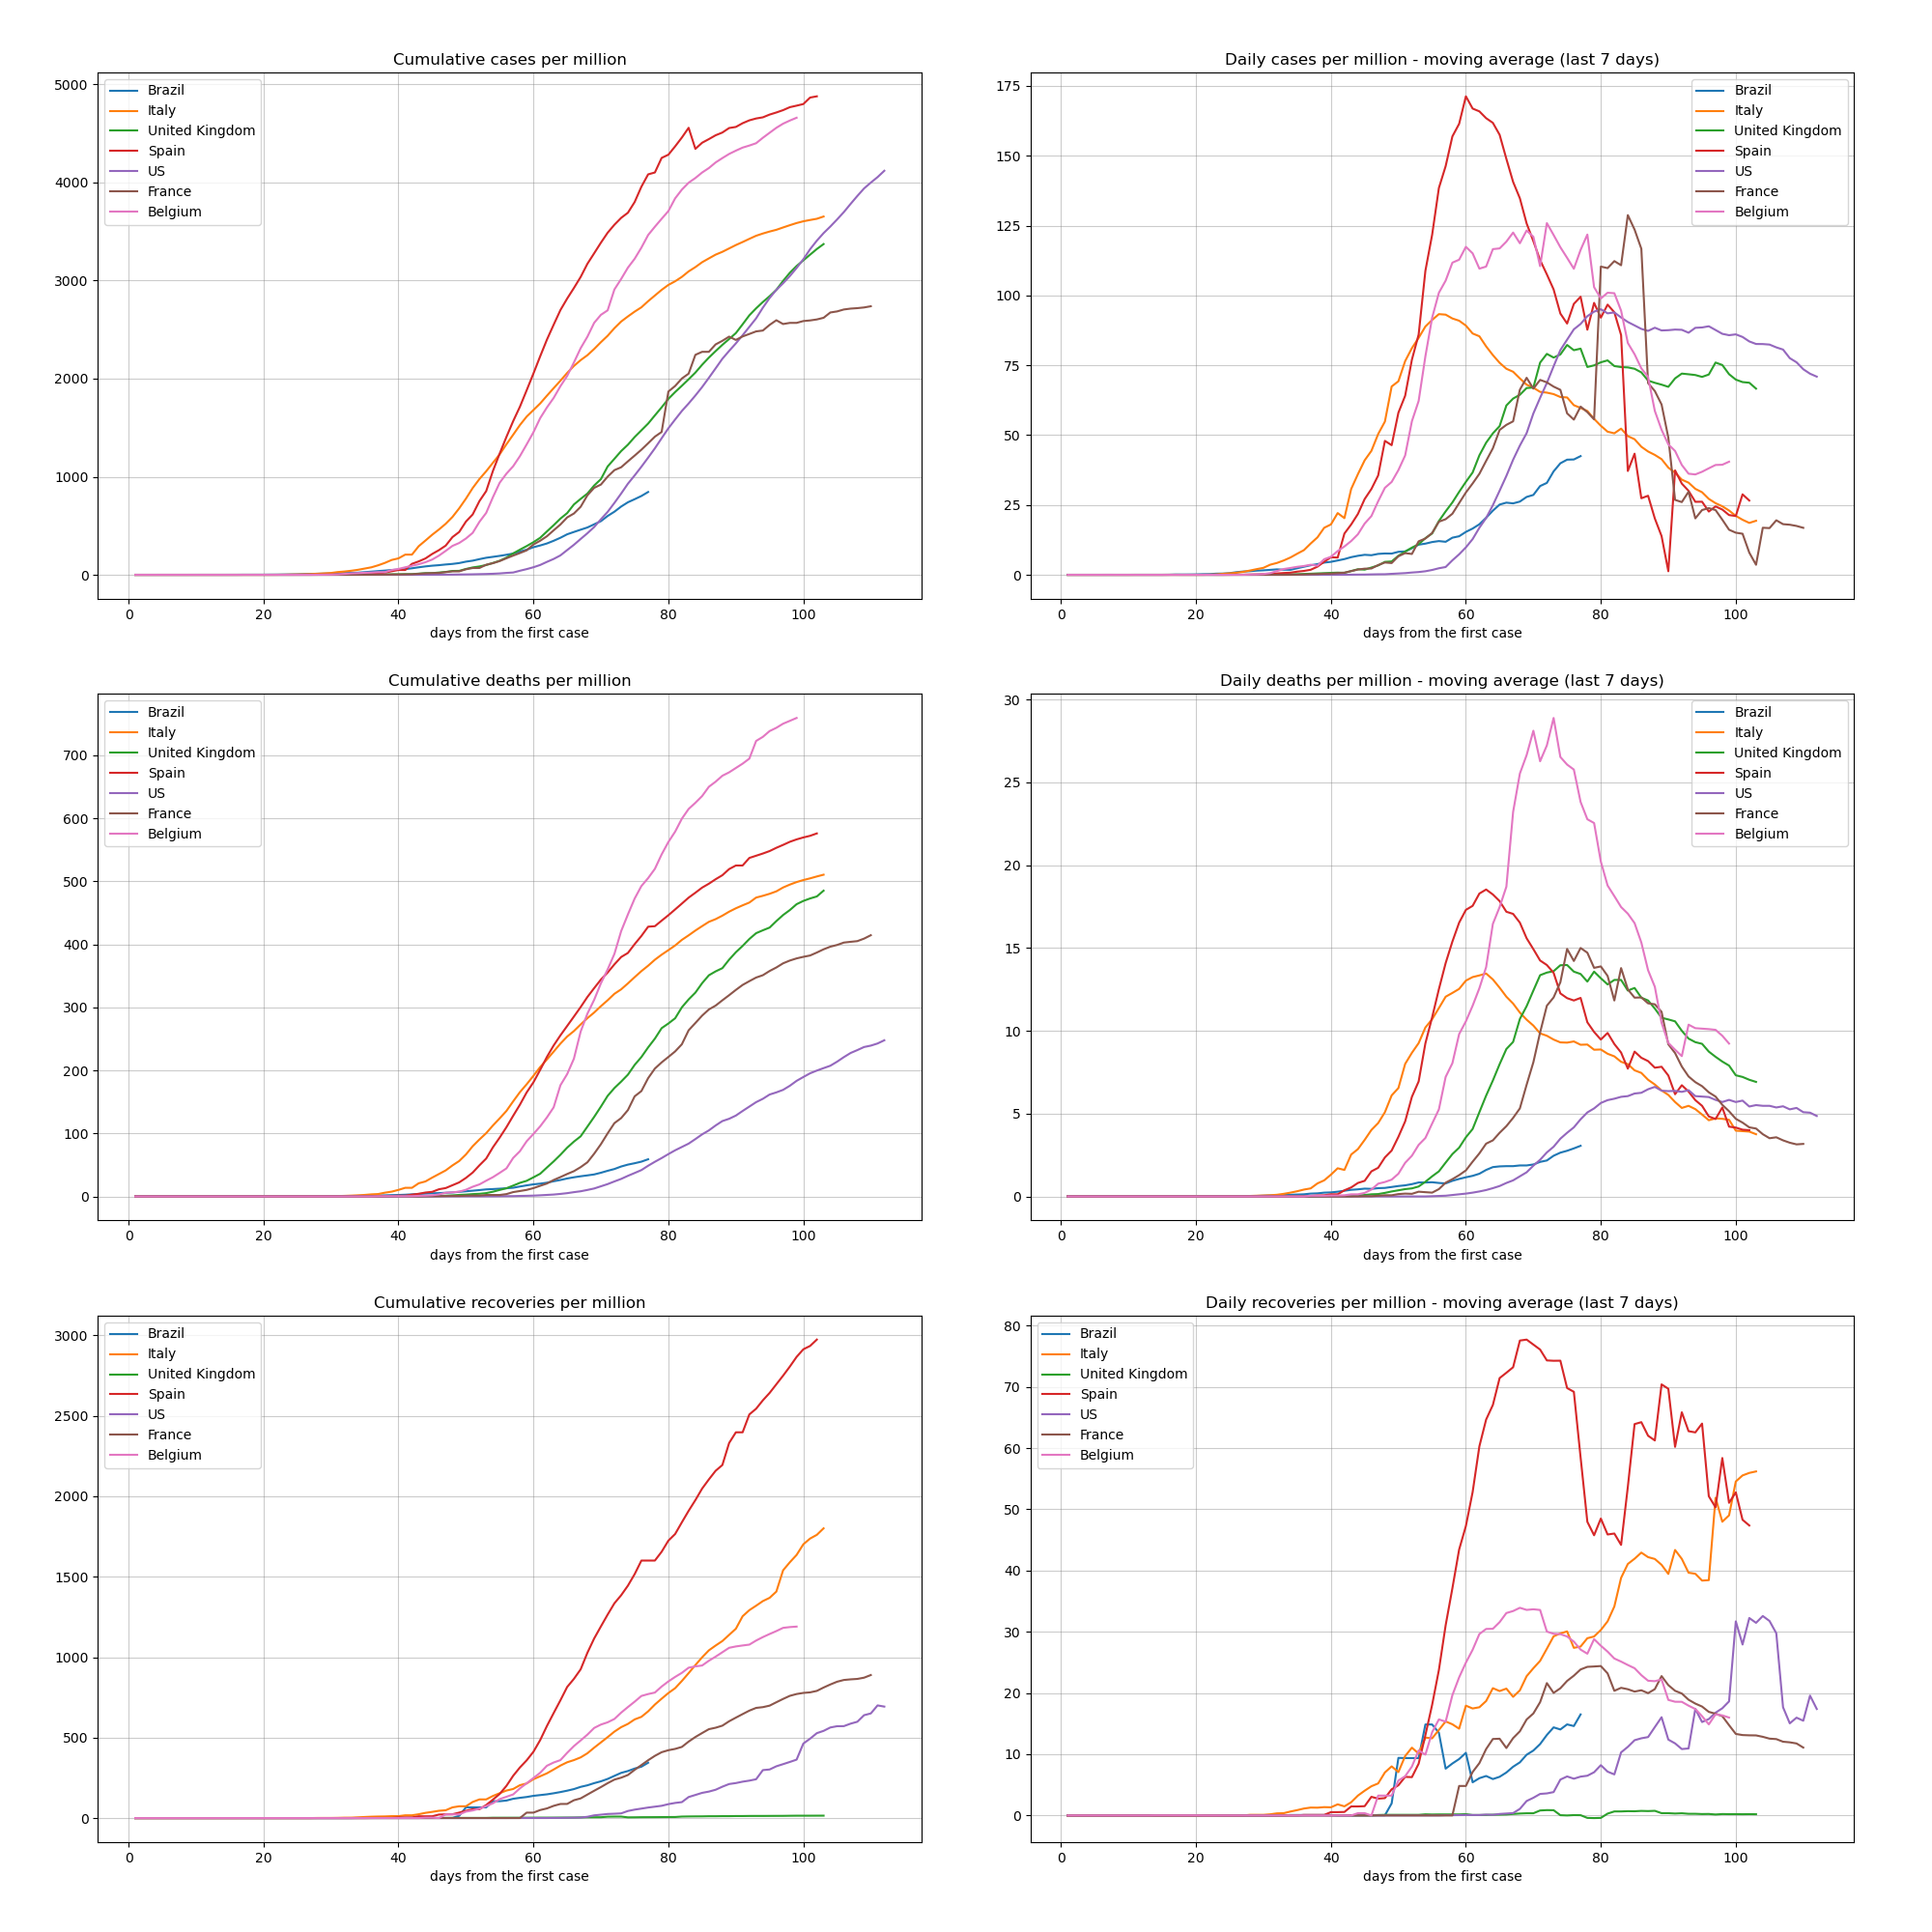 Cumulative cases per million
5000
4000
3000
2000
1000
0
Brazil
Italy
United Kingdom
Spain
US
France
Belgium
0 20 40 60 80 100
days from the first case
Daily cases per million - moving average (last 7 days)
175
150
125
100
75
50
25
0
Brazil
Italy
United Kingdom
Spain
US
France
Belgium
0 20 40 60 80 100
days from the first case
Cumulative deaths per million
700
600
500
400
300
200
100
0
Brazil
Italy
United Kingdom
Spain
US
France
Belgium
0 20 40 60 80 100
days from the first case
Daily deaths per million - moving average (last 7 days)
30
25
20
15
10
5
0
Brazil
Italy
United Kingdom
Spain
US
France
Belgium
0 20 40 60 80 100
days from the first case
Cumulative recoveries per million
3000
2500
2000
1500
1000
500
0
Brazil
Italy
United Kingdom
Spain
US
France
Belgium
0 20 40 60 80 100
days from the first case
Daily recoveries per million - moving average (last 7 days)
80
70
60
50
40
30
20
10
0
Brazil
Italy
United Kingdom
Spain
US
France
Belgium
0 20 40 60 80 100
days from the first case